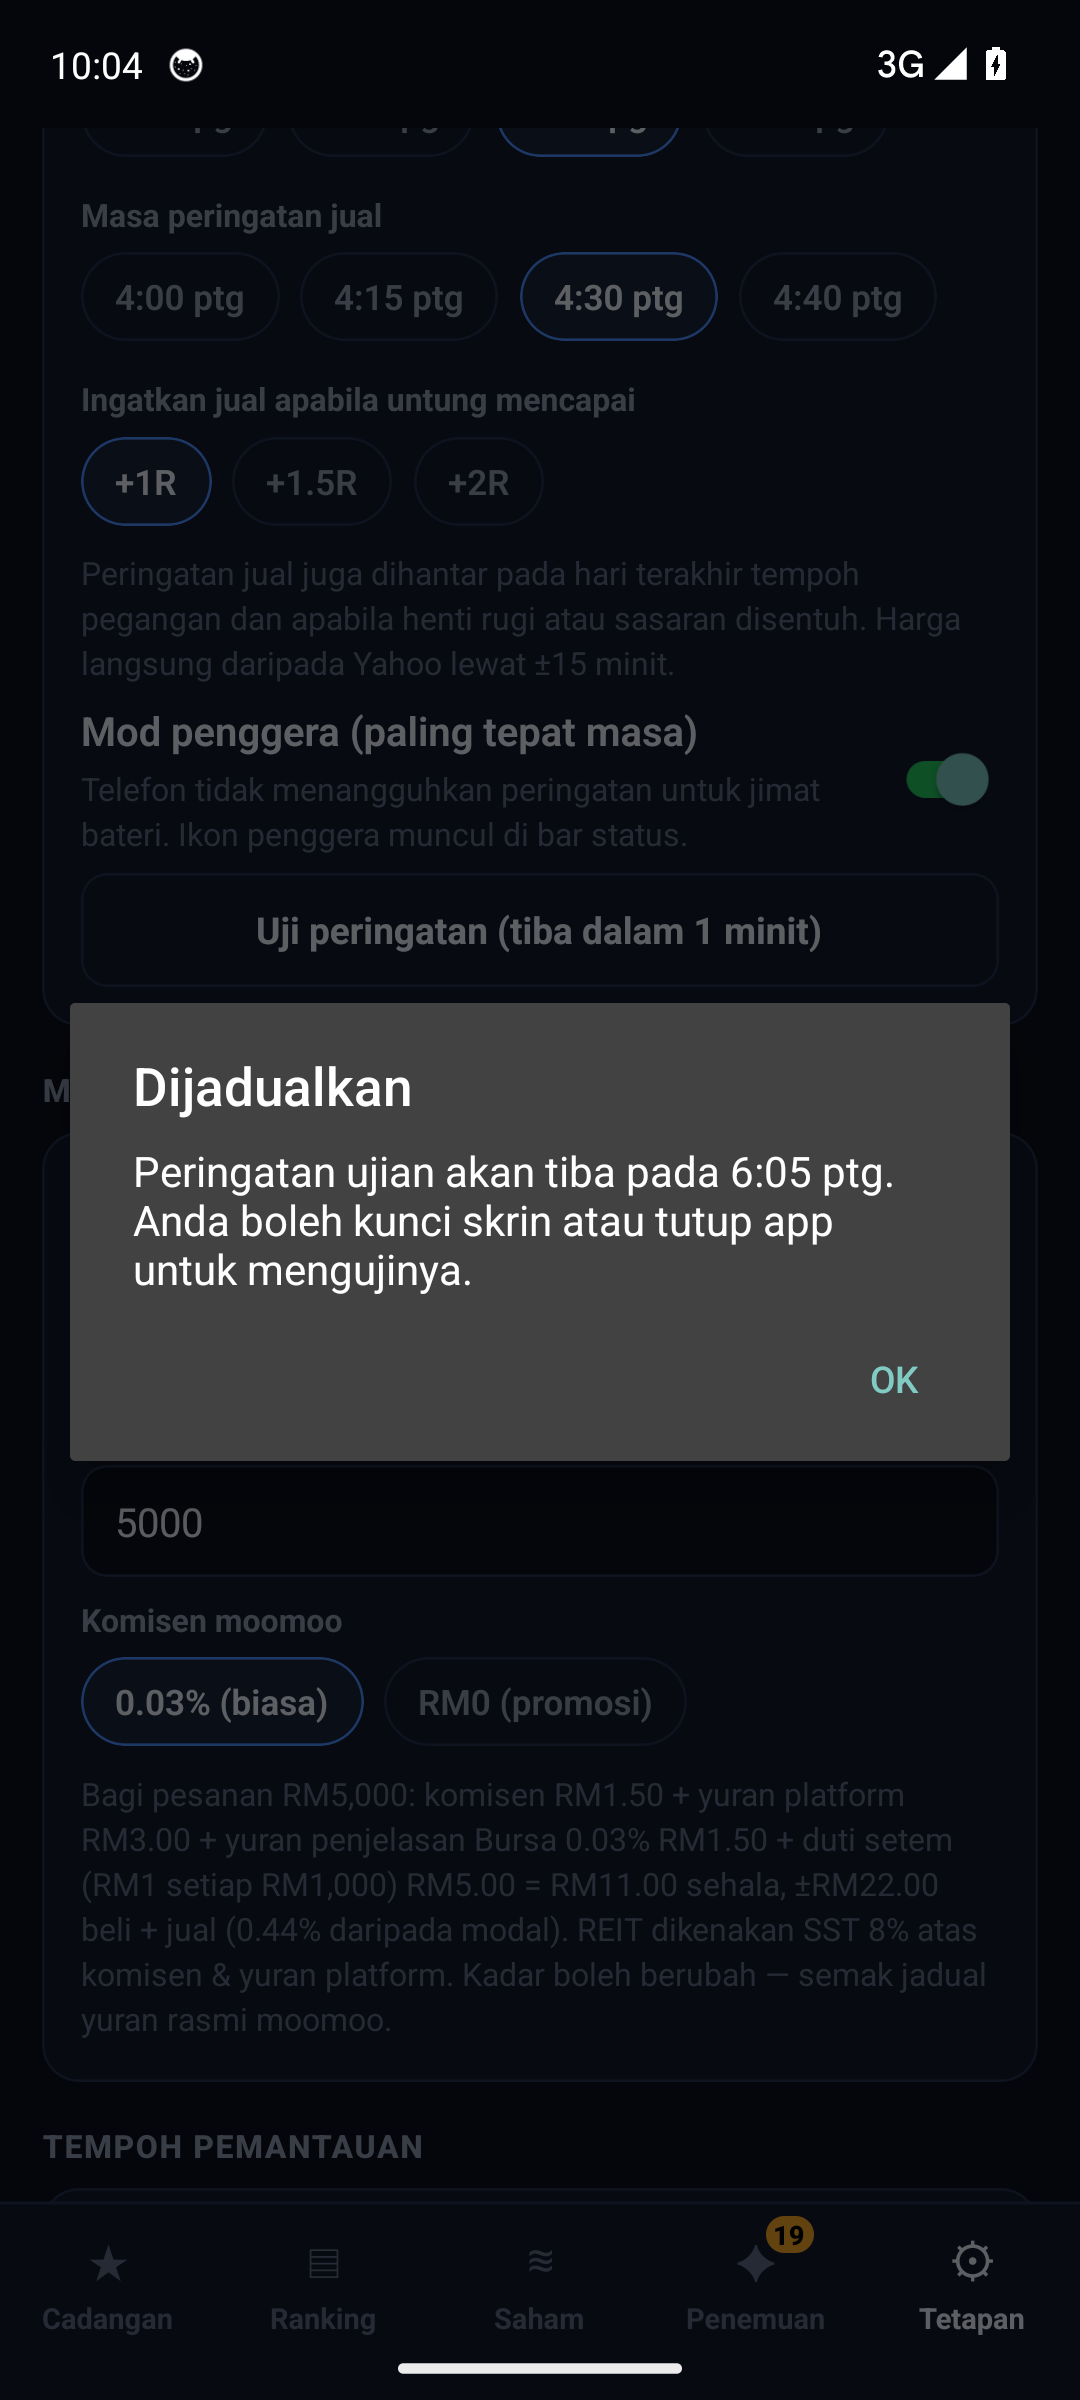 10:04
3G
Masa peringatan jual
4:00 ptg
4:15 ptg
4:30 ptg
4:40 ptg
Ingatkan jual apabila untung mencapai
+1R
+1.5R
+2R
Peringatan jual juga dihantar pada hari terakhir tempoh
pegangan dan apabila henti rugi atau sasaran disentuh. Harga
langsung daripada Yahoo lewat ±15 minit.
Mod penggera (paling tepat masa)
Telefon tidak menangguhkan peringatan untuk jimat
bateri. Ikon penggera muncul di bar status.
Uji peringatan (tiba dalam 1 minit)
Dijadualkan
Peringatan ujian akan tiba pada 6:05 ptg.
Anda boleh kunci skrin atau tutup app
untuk mengujinya.
OK
5000
Komisen moomoo
0.03% (biasa)
RM0 (promosi)
Bagi pesanan RM5,000: komisen RM1.50 + yuran platform
RM3.00 + yuran penjelasan Bursa 0.03% RM1.50 + duti setem
(RM1 setiap RM1,000) RM5.00 = RM11.00 sehala, ±RM22.00
beli + jual (0.44% daripada modal). REIT dikenakan SST 8% atas
komisen & yuran platform. Kadar boleh berubah — semak jadual
yuran rasmi moomoo.
TEMPOH PEMANTAUAN
19
Cadangan
Ranking
Saham
Penemuan
Tetapan